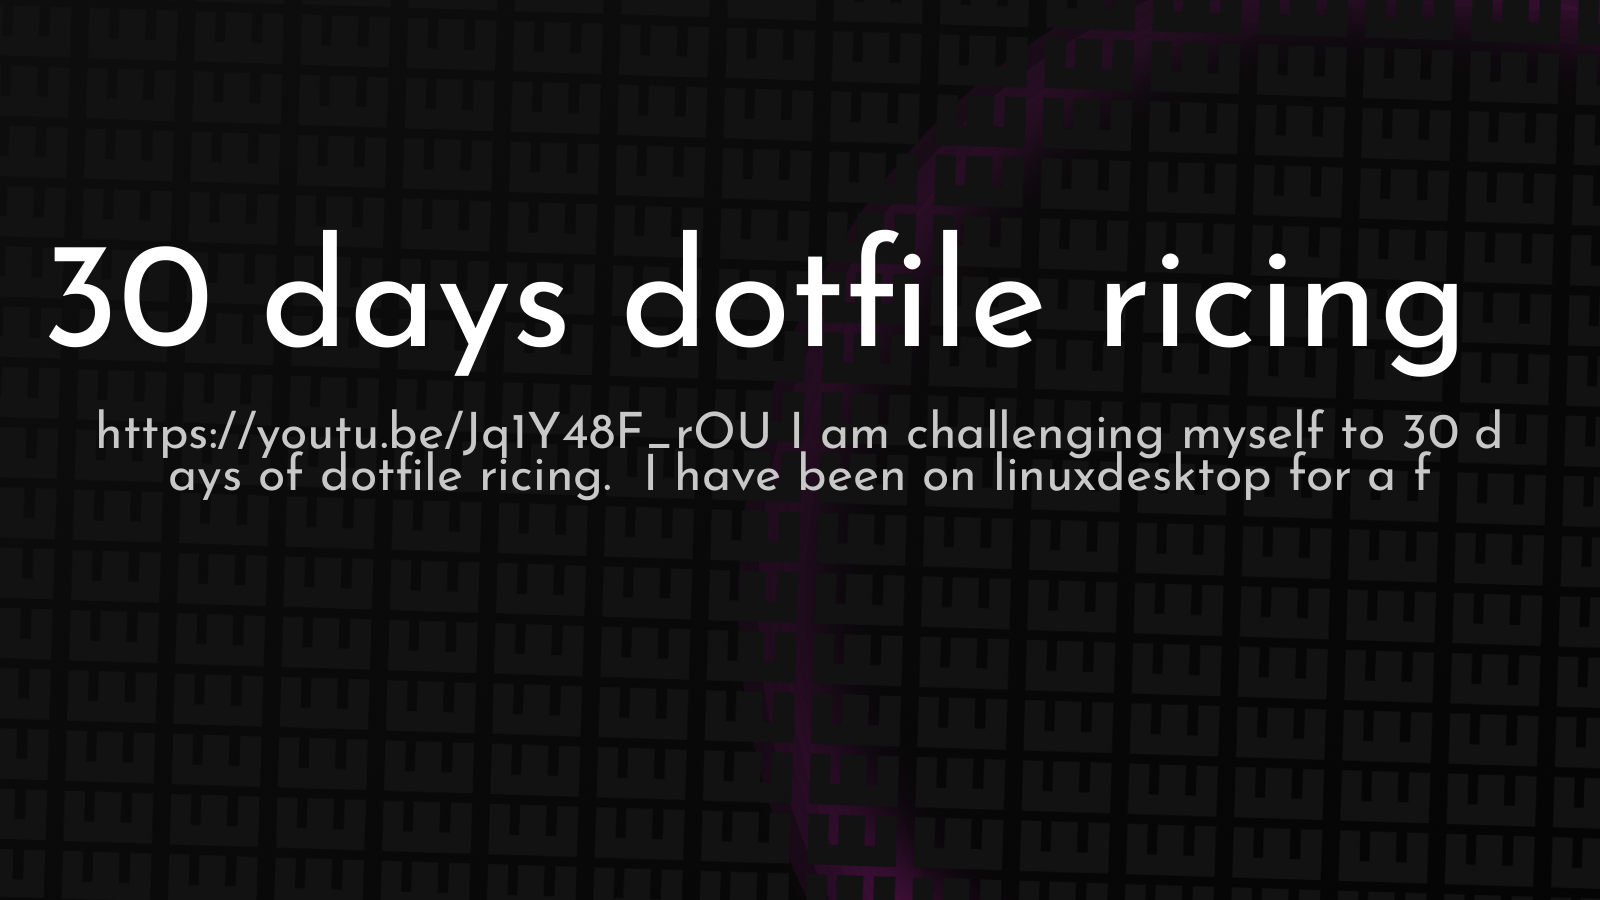 30 days dotfile ricing
https://youtu.be/Jq1Y48F_rOU I am challenging myself to 30 d
ays of dotfile ricing.  I have been on linuxdesktop for a f